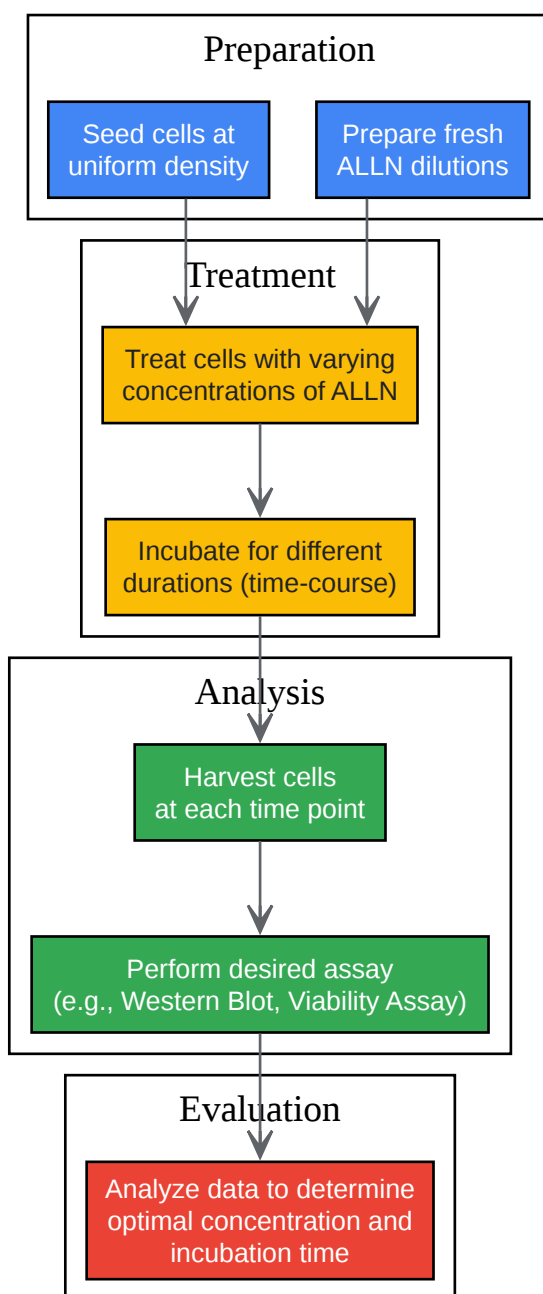 Preparation
Seed cells at
uniform density
Prepare fresh
ALLN dilutions
Treatment
Treat cells with varying
concentrations of ALLN
Incubate for different
durations (time-course)
Analysis
Harvest cells
at each time point
Perform desired assay
(e.g., Western Blot, Viability Assay)
Evaluation
Analyze data to determine
optimal concentration and
incubation time